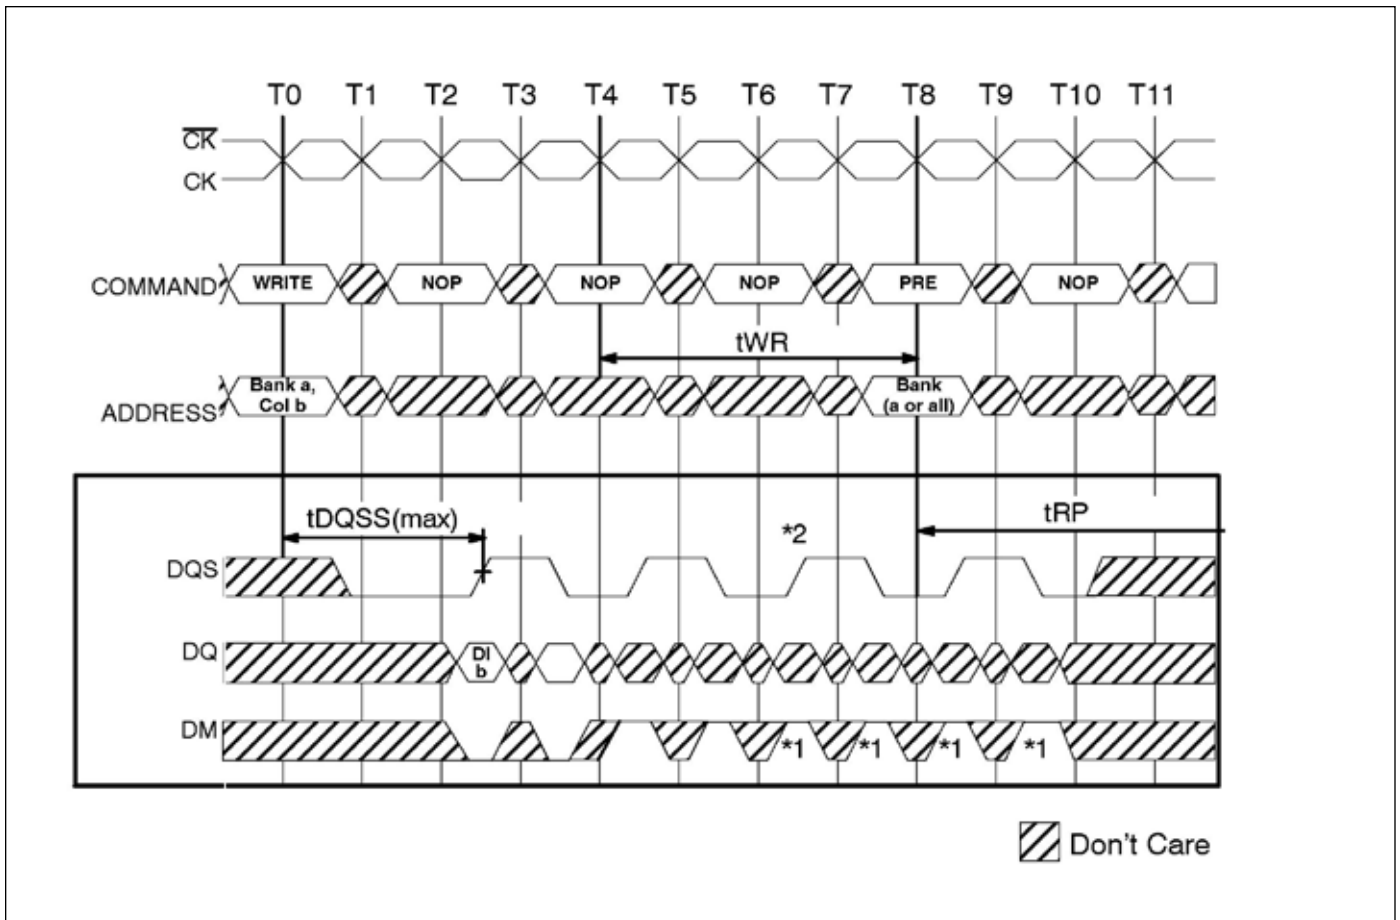 T0 T1 T2 T3 T4 T5 T6 T7 T8 T9 T10 T11
CK
CK
COMMAND WRITE NOP NOP NOP PRE NOP
tWR
ADDRESS Bank a, Col b Bank (a or all)
tDQSS(max) *2 tRP
DQS
DQ DI b
DM *1 *1 *1 *1
Don't Care